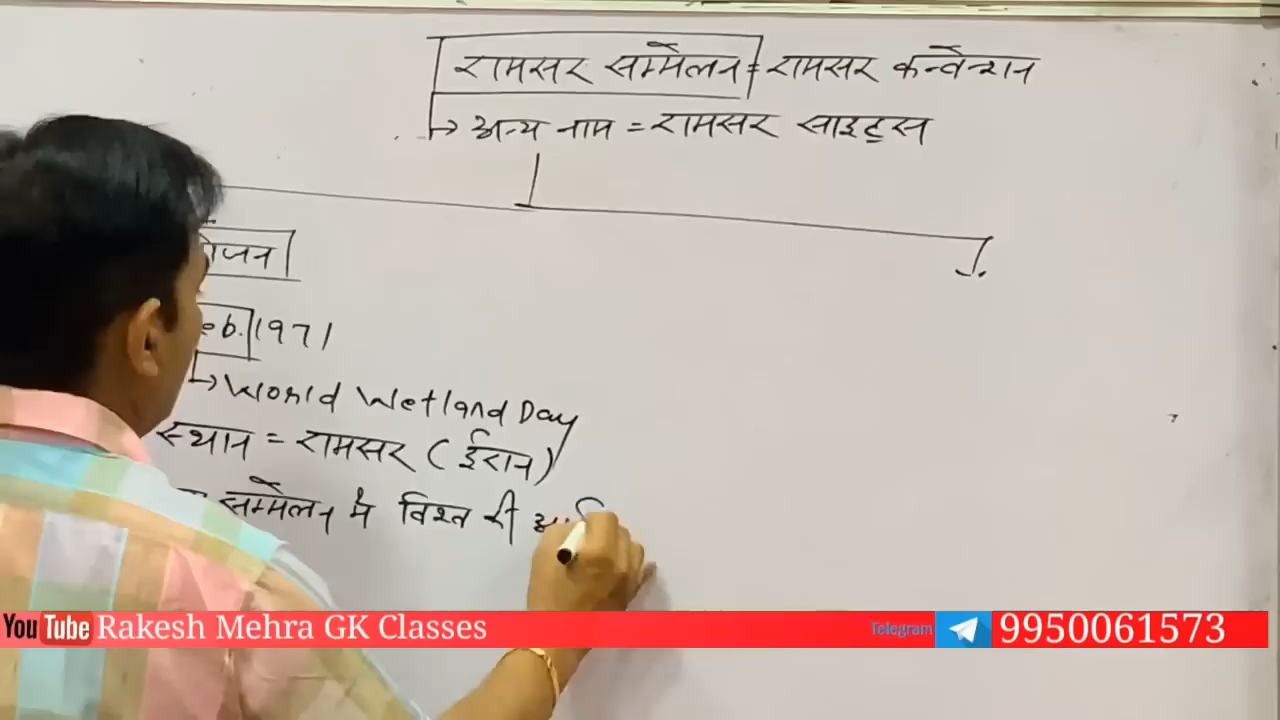 रामसर सम्मेलन = रामसर कन्वेन्शन
→ अन्य नाम = रामसर साइट्स
1971
→ World Wetland Day
स्थान = रामसर (ईरान)
सम्मेलन में विश्व की
YouTube Rakesh Mehra GK Classes
Telegram 9950061573